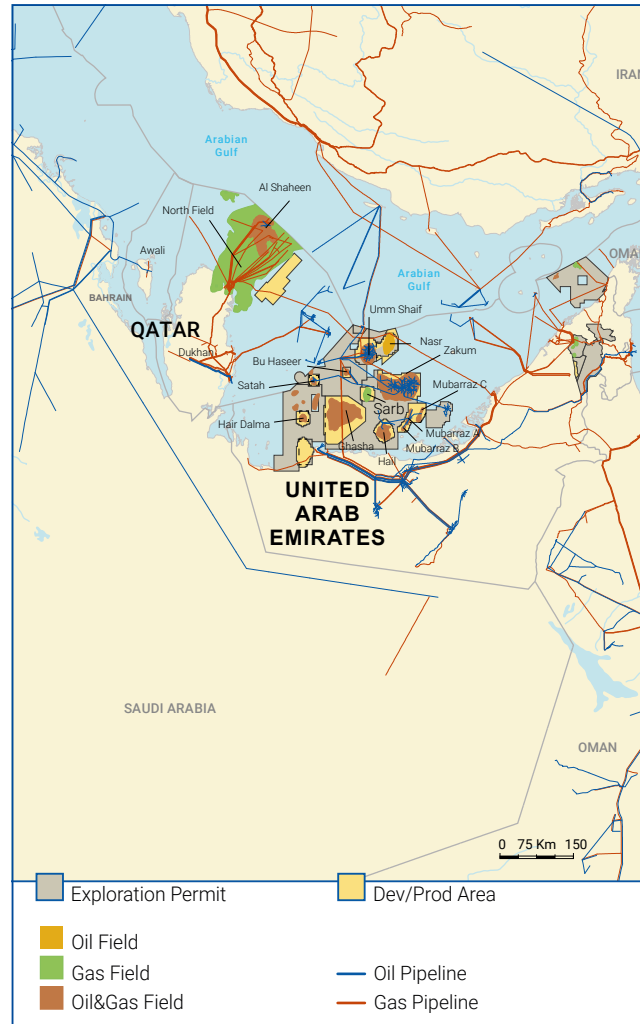 IRAN
Arabian
Gulf
Al Shaheen
North Field
Awali
OMAN
Arabian
Gulf
BAHRAIN
Umm Shaif
QATAR
Nasr
Dukhan
Bu Haseer
Zakum
Satah
Mubarraz C
Sarb
Hair Dalma
Mubarraz A
Ghasha
Mubarraz B
Hail
UNITED
ARAB
EMIRATES
SAUDI ARABIA
OMAN
0 75 Km 150
Exploration Permit
Dev/Prod Area
Oil Field
Gas Field
Oil Pipeline
Oil&Gas Field
Gas Pipeline